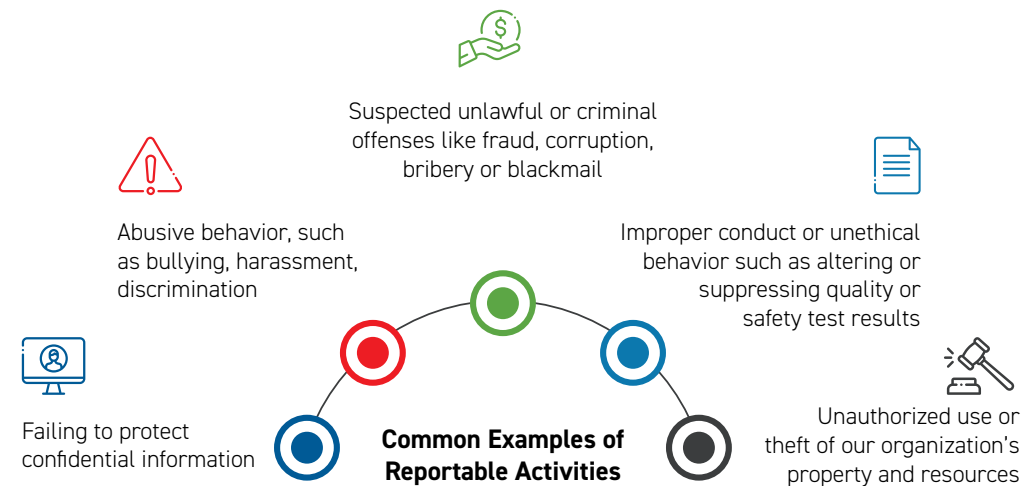 $
Suspected unlawful or criminal
offenses like fraud, corruption,
bribery or blackmail
Abusive behavior, such
as bullying, harassment,
discrimination
Improper conduct or unethical
behavior such as altering or
suppressing quality or
safety test results
Failing to protect
confidential information
Common Examples of
Reportable Activities
Unauthorized use or
theft of our organization’s
property and resources